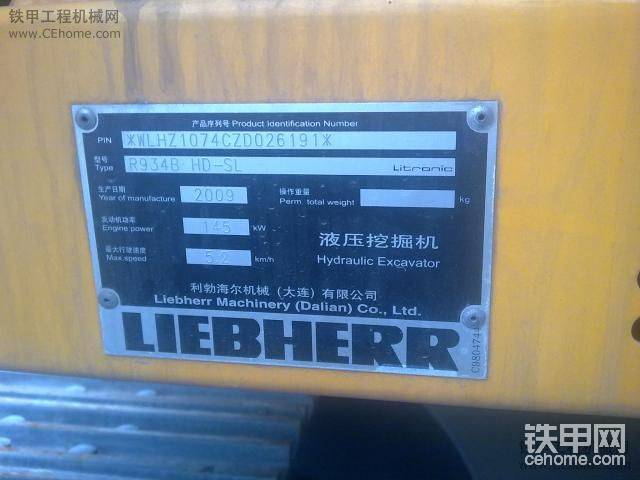 铁甲工程机械网
www.CEhome.com
产品序列号 Product Identification Number
PIN *WLHZ1074CZD026191*
型号
Type R934B HD-SL Litronic
生产日期 操作重量
Year of manufacture 2009 Perm. total weight kg
发动机功率
Engine power 145 kW
最大行驶速度
Max.speed 5.2 km/h
液压挖掘机
Hydraulic Excavator
利勃海尔机械（大连）有限公司
Liebherr Machinery (Dalian) Co., Ltd.
LIEBHERR
铁甲网
cehome.com